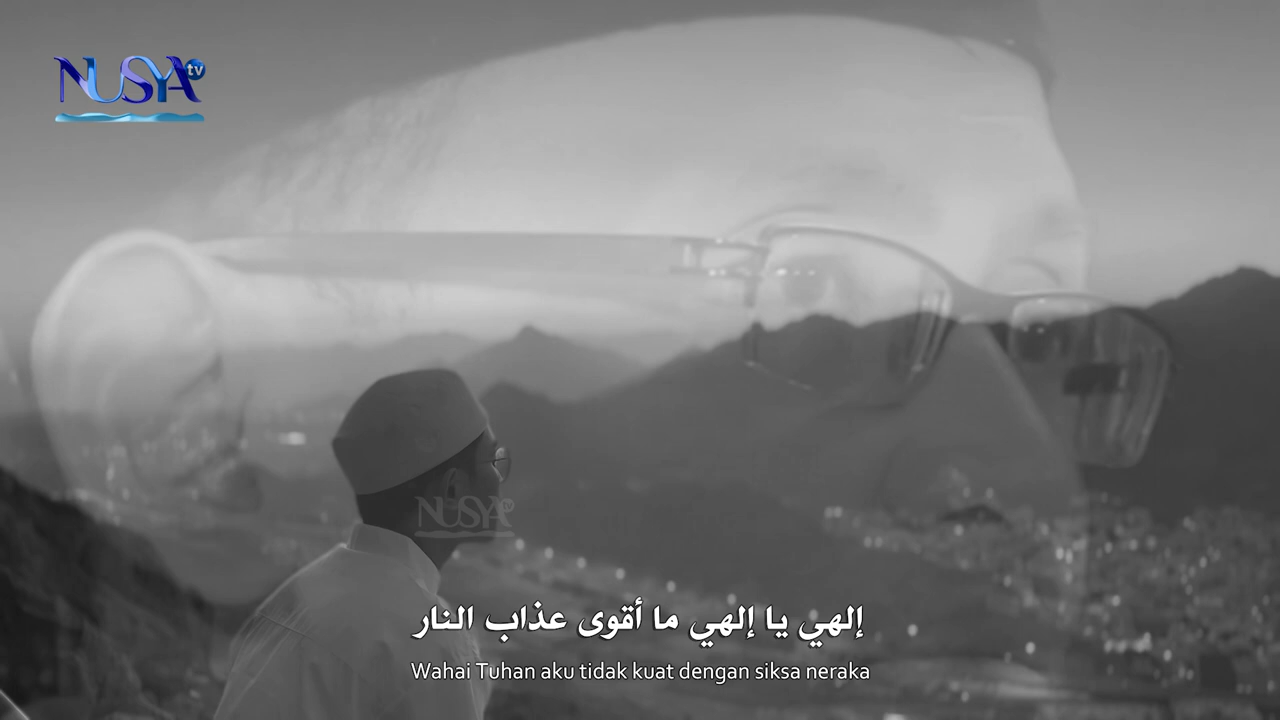 NUSYA tv
NUSYA
إلهي يا إلهي ما أقوى عذاب النار
Wahai Tuhan aku tidak kuat dengan siksa neraka